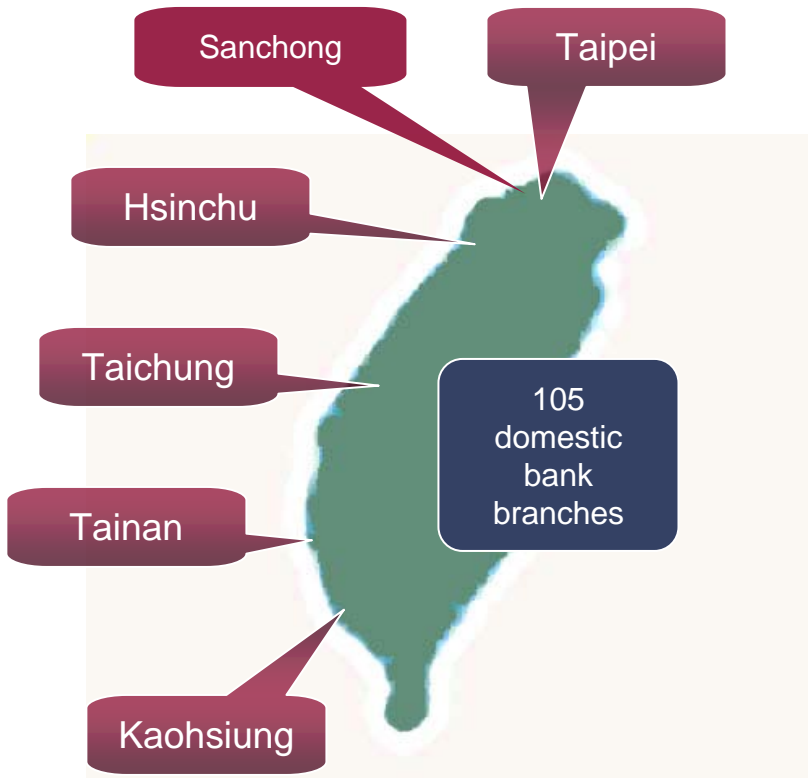 Sanchong
Taipei
Hsinchu
Taichung
105
domestic
bank
branches
Tainan
Kaohsiung